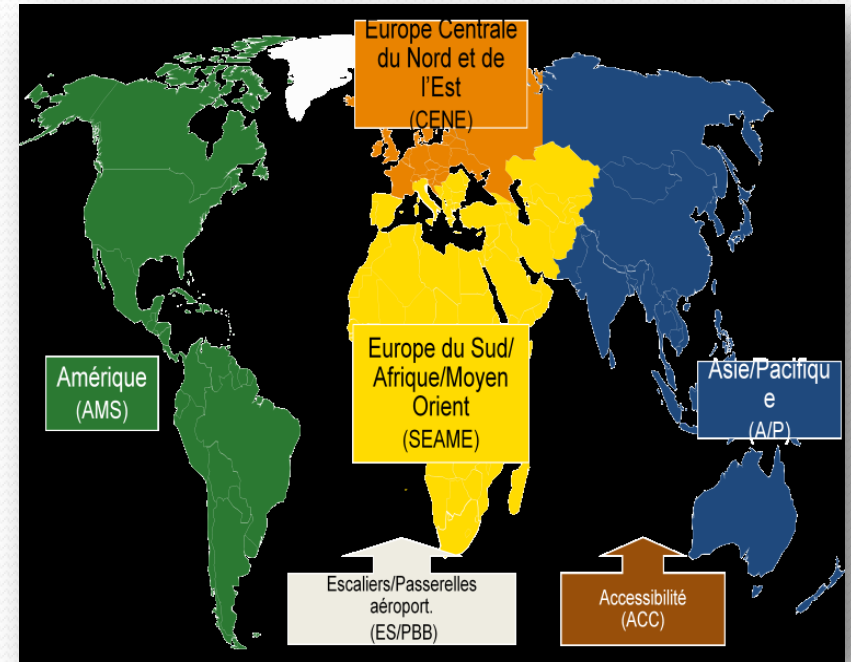 Europe Centrale
du Nord et de
l’Est
(CENE)
Amérique
(AMS)
Europe du Sud/
Afrique/Moyen
Orient
(SEAME)
Asie/Pacifiqu
e
(A/P)
Escaliers/Passerelles
aéroport.
(ES/PBB)
Accessibilité
(ACC)